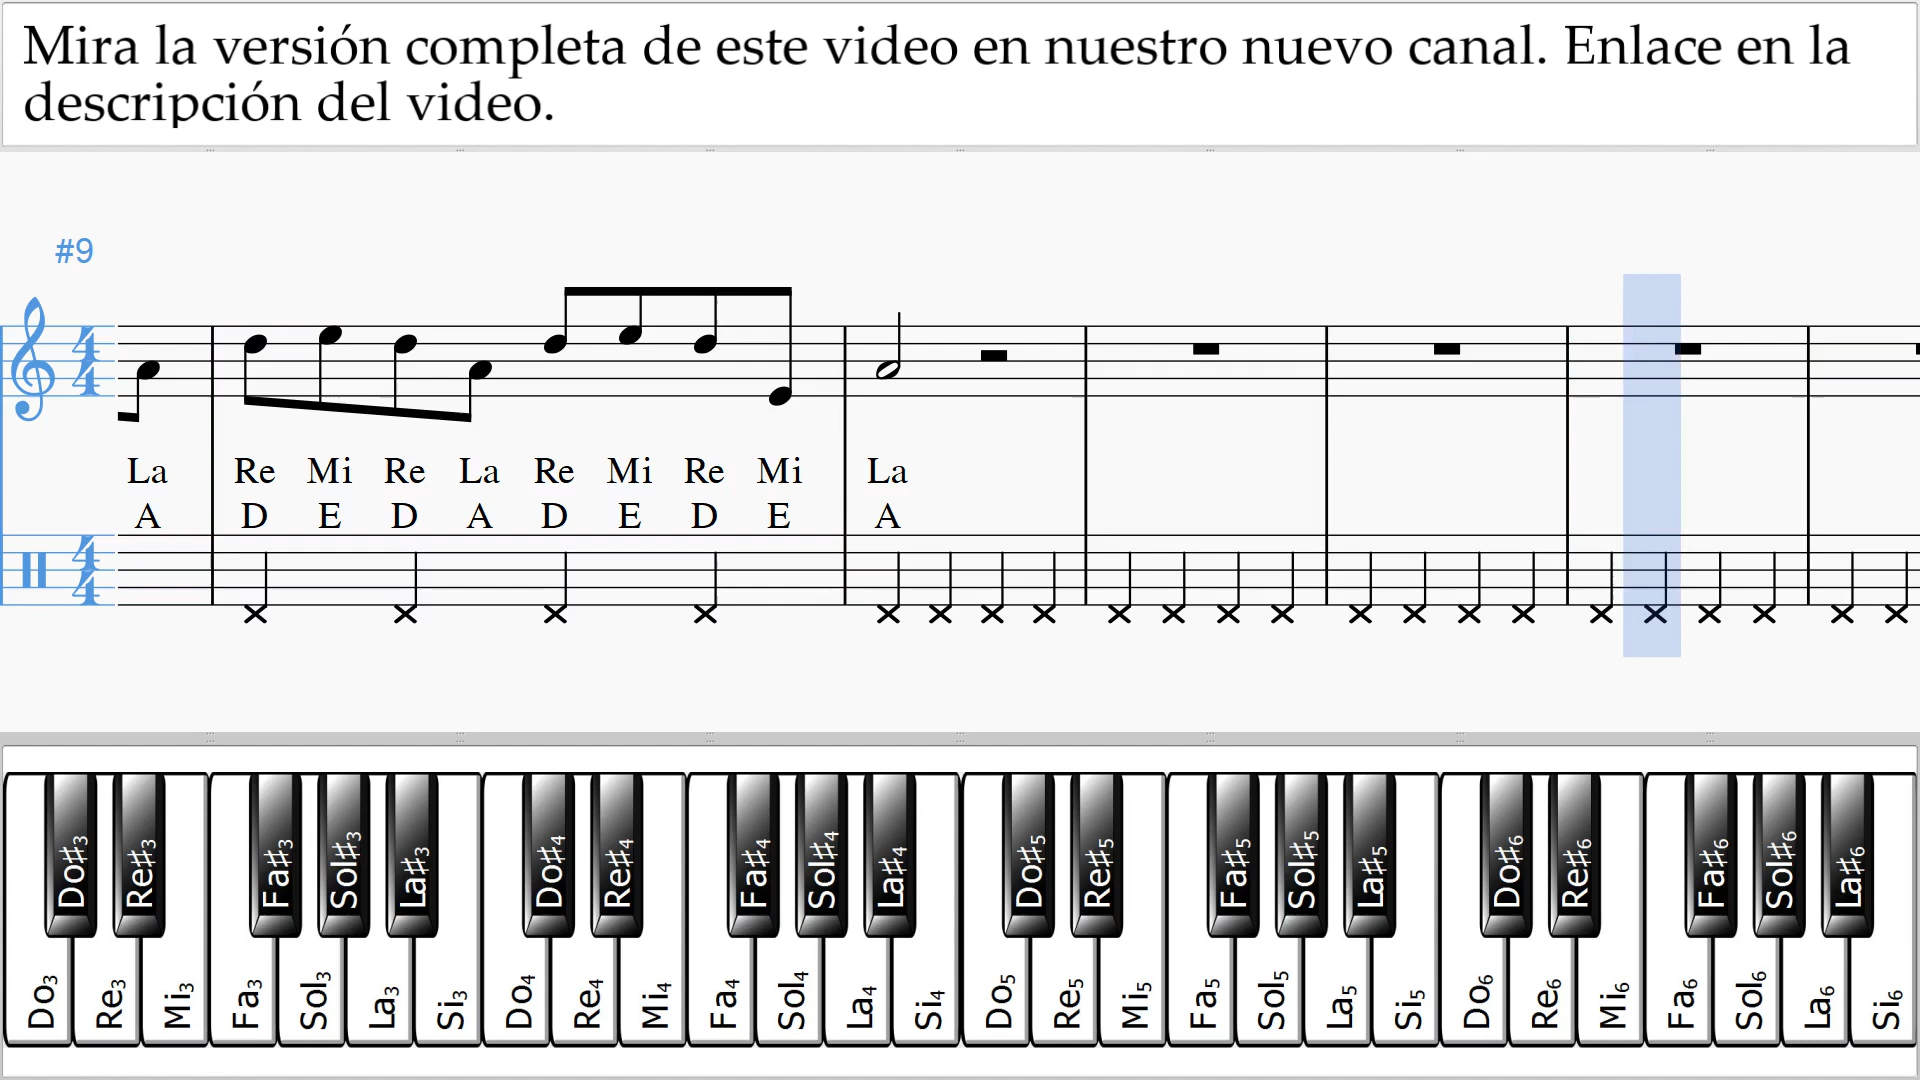 Mira la versión completa de este video en nuestro nuevo canal. Enlace en la
descripción del video.
#9
4 4
La Re Mi Re La Re Mi Re Mi La
A D E D A D E D E A
4 4
Do#3 Re#3 Fa#3 Sol#3 La#3 Do#4 Re#4 Fa#4 Sol#4 La#4 Do#5 Re#5 Fa#5 Sol#5 La#5 Do#6 Re#6 Fa#6 Sol#6 La#6
Do3 Re3 Mi3 Fa3 Sol3 La3 Si3 Do4 Re4 Mi4 Fa4 Sol4 La4 Si4 Do5 Re5 Mi5 Fa5 Sol5 La5 Si5 Do6 Re6 Mi6 Fa6 Sol6 La6 Si6